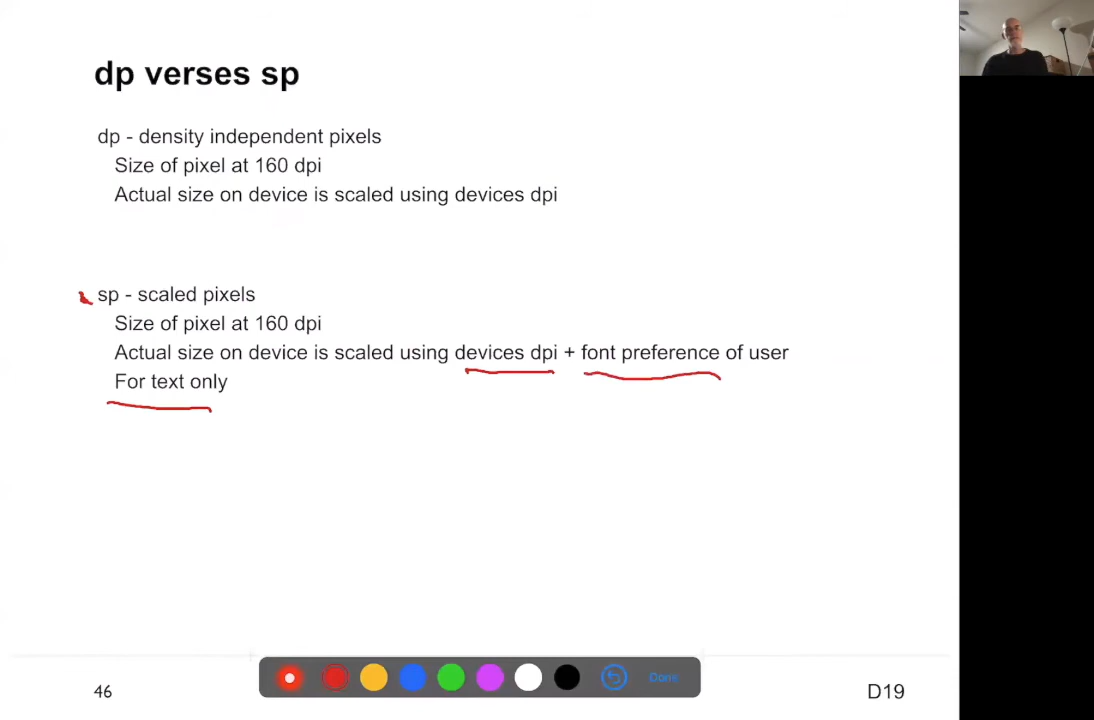 dp verses sp
dp - density independent pixels
Size of pixel at 160 dpi
Actual size on device is scaled using devices dpi
sp - scaled pixels
Size of pixel at 160 dpi
Actual size on device is scaled using devices dpi + font preference of user
For text only
Done
46
D19